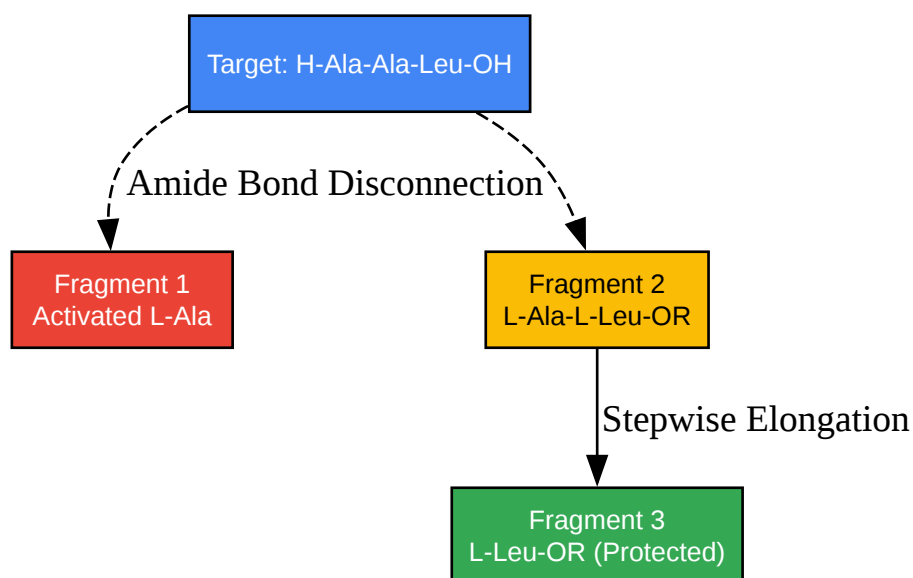 Target: H-Ala-Ala-Leu-OH
Amide Bond Disconnection
Fragment 1
Activated L-Ala
Fragment 2
L-Ala-L-Leu-OR
Stepwise Elongation
Fragment 3
L-Leu-OR (Protected)